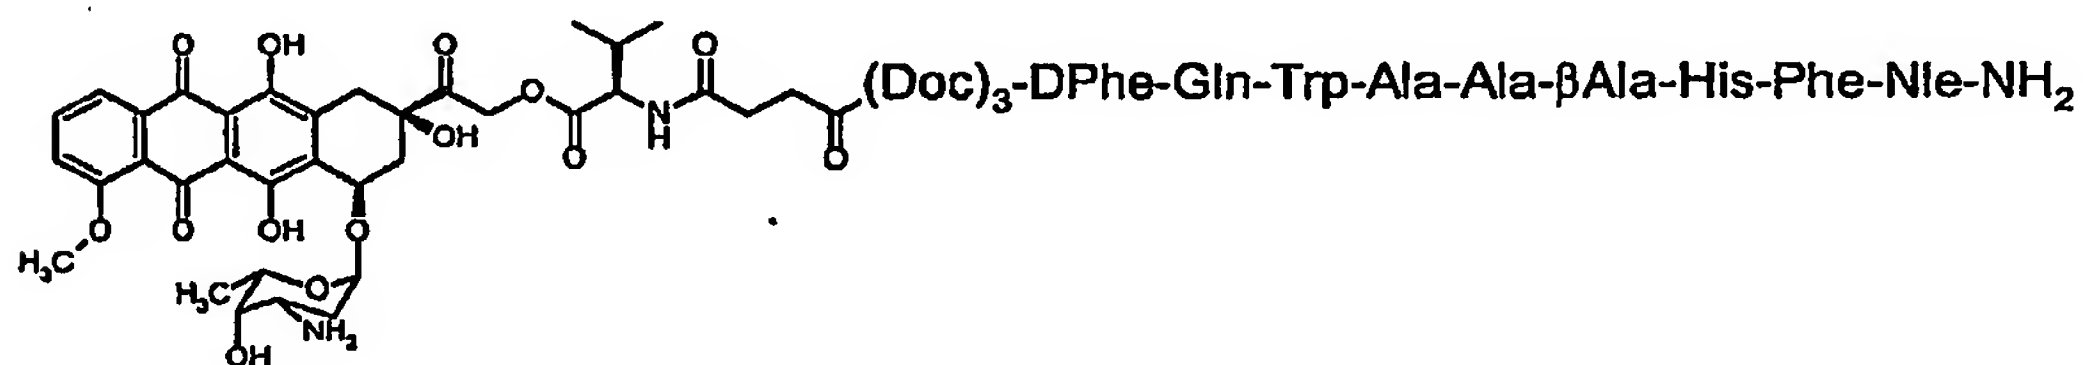 O OH O O (Doc)₃-DPhe-Gln-Trp-Ala-Ala-βAla-His-Phe-Nle-NH₂
O OH O N H O
O O OH O
H₃C
H₃C O
NH₂
OH